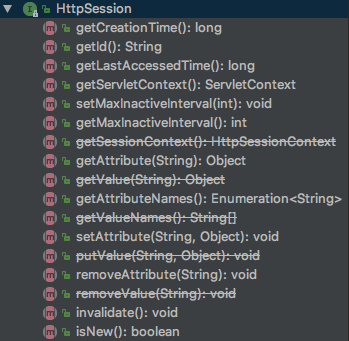 HttpSession
getCreationTime(): long
getId(): String
getLastAccessedTime(): long
getServletContext(): ServletContext
setMaxInactiveInterval(int): void
getMaxInactiveInterval(): int
getSessionContext(): HttpSessionContext
getAttribute(String): Object
getValue(String): Object
getAttributeNames(): Enumeration<String>
getValueNames(): String[]
setAttribute(String, Object): void
putValue(String, Object): void
removeAttribute(String): void
removeValue(String): void
invalidate(): void
isNew(): boolean